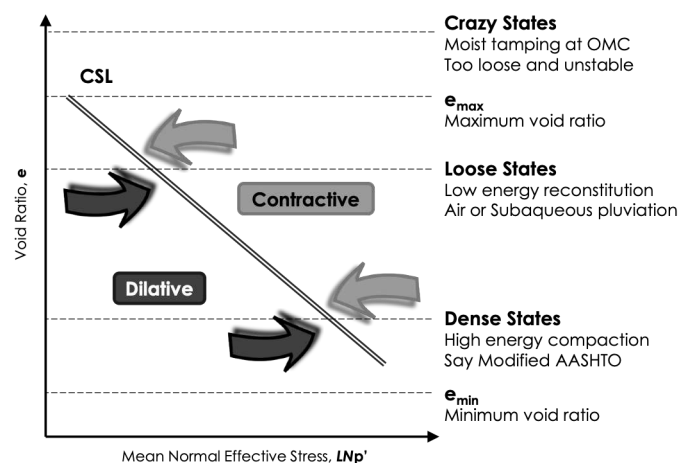 Crazy States
Moist tamping at OMC
Too loose and unstable
CSL
e_max
Maximum void ratio
Loose States
Low energy reconstitution
Air or Subaqueous pluviation
Contractive
Void Ratio, e
Dilative
Dense States
High energy compaction
Say Modified AASHTO
e_min
Minimum void ratio
Mean Normal Effective Stress, LNp'